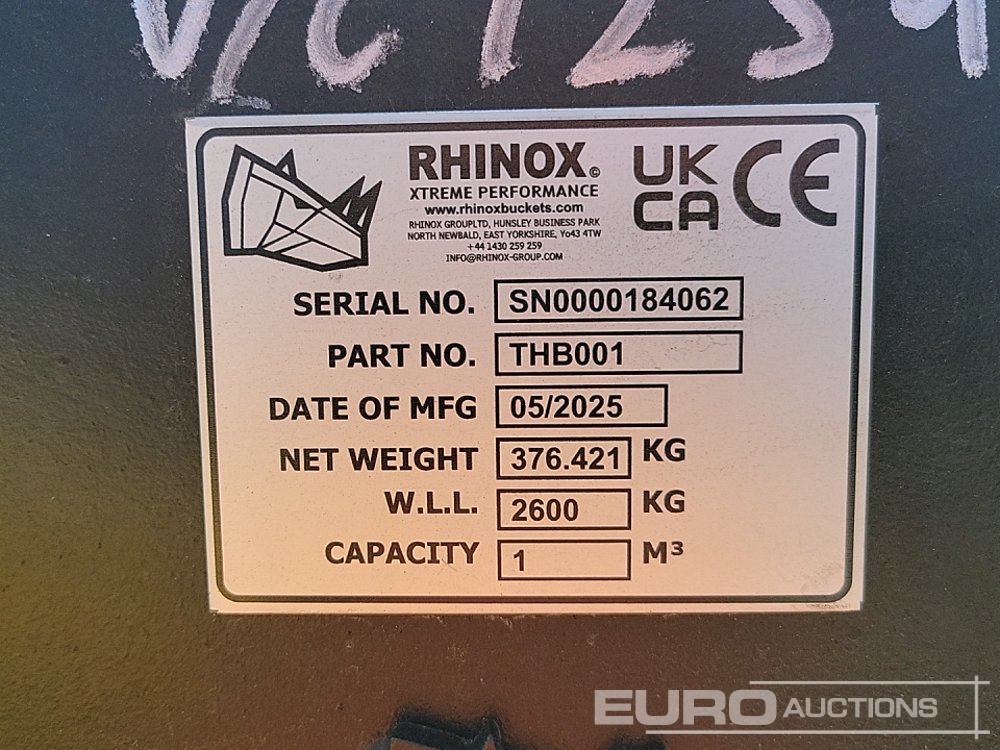 RHINOX©
XTREME PERFORMANCE
www.rhinoxbuckets.com
RHINOX GROUPLTD, HUNSLEY BUSINESS PARK
NORTH NEWBALD, EAST YORKSHIRE, Yo43 4TW
+44 1430 259 259
INFO@RHINOX-GROUP.COM
UK
CA
CE
SERIAL NO. SN0000184062
PART NO. THB001
DATE OF MFG 05/2025
NET WEIGHT 376.421 KG
W.L.L. 2600 KG
CAPACITY 1 M³
EURO AUCTIONS